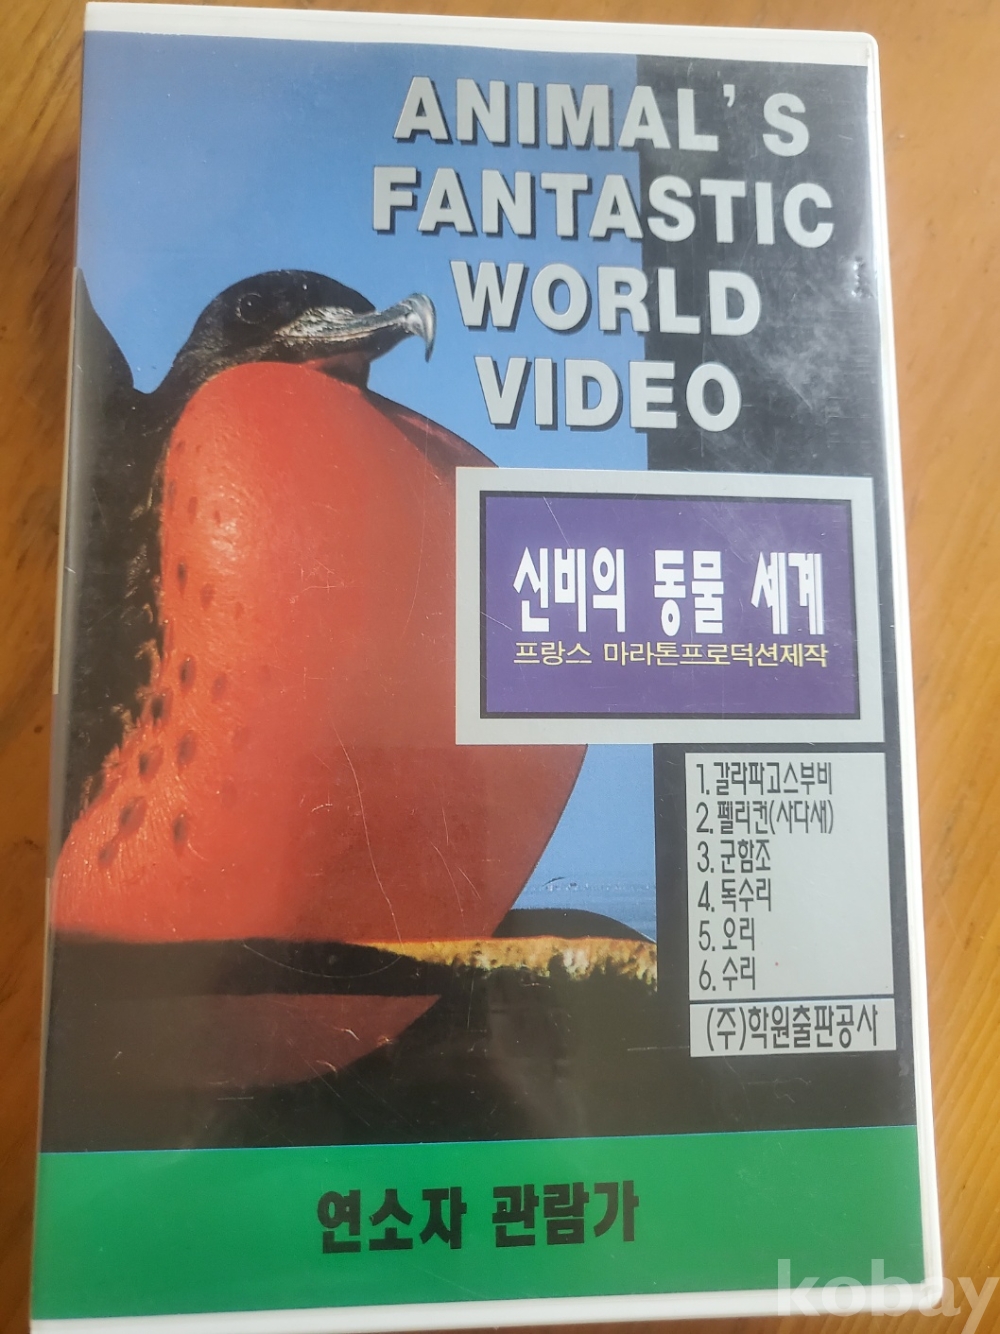 ANIMAL'S
FANTASTIC
WORLD
VIDEO
신비의 동물 세계
프랑스 마라톤프로덕션제작
1. 갈라파고스부비
2. 펠리컨(사다새)
3. 군함조
4. 독수리
5. 오리
6. 수리
(주)학원출판공사
연소자 관람가
kobay